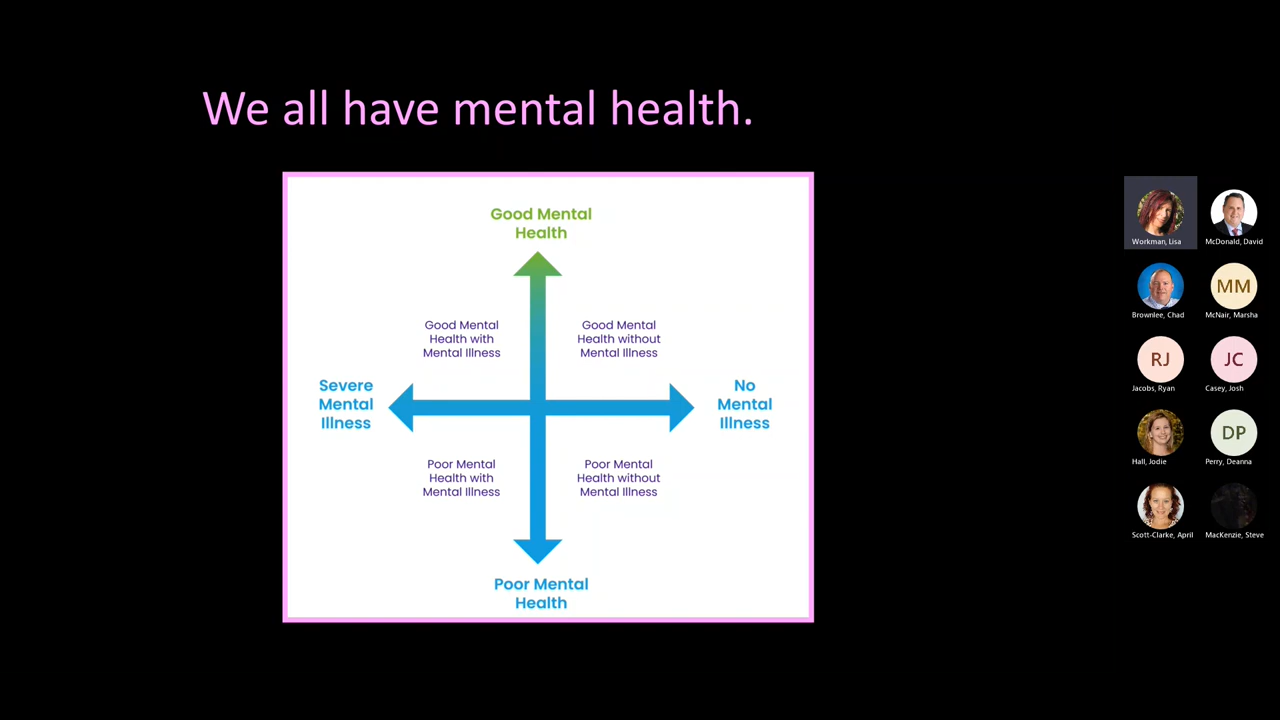 We all have mental health.
Good Mental
Health
Good Mental
Health with
Mental Illness
Good Mental
Health without
Mental Illness
Severe
Mental
Illness
No
Mental
Illness
Poor Mental
Health with
Mental Illness
Poor Mental
Health without
Mental Illness
Poor Mental
Health
Workman, Lisa
McDonald, David
Brownlee, Chad
MM
McNair, Marsha
RJ
Jacobs, Ryan
JC
Casey, Josh
Hall, Jodie
DP
Perry, Deanna
Scott-Clarke, April
MacKenzie, Steve